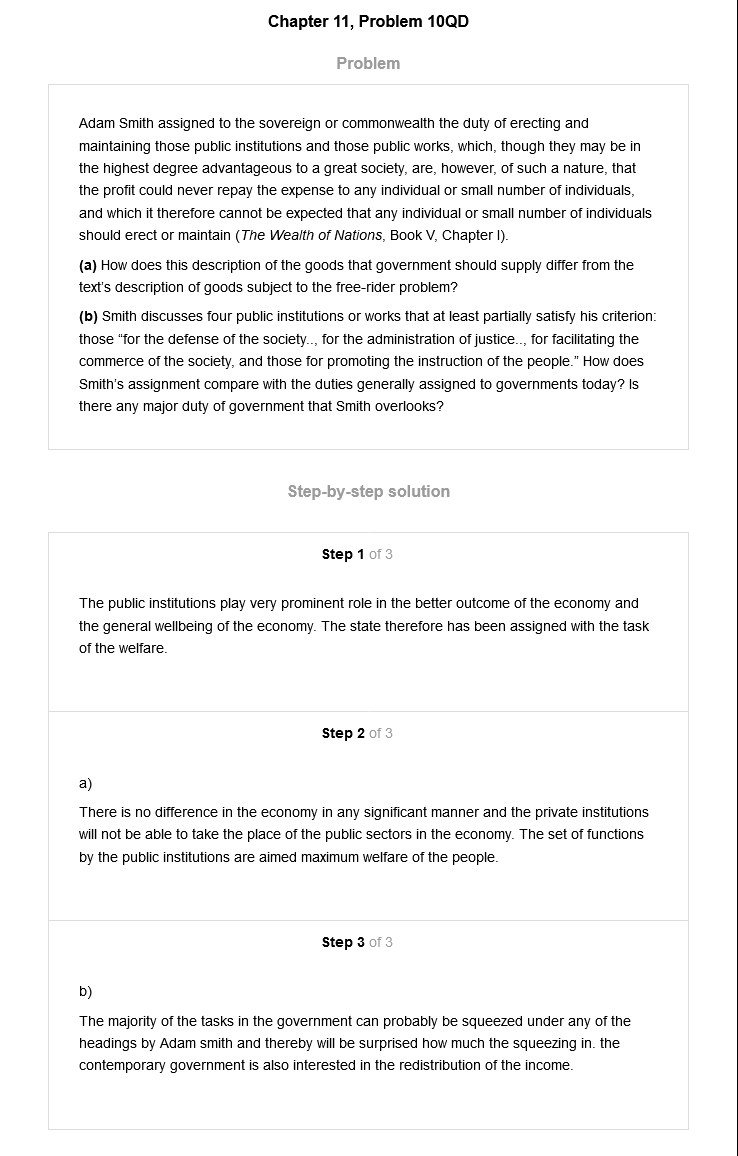 Chapter 11, Problem 10QD
Problem
Adam Smith assigned to the sovereign or commonwealth the duty of erecting and
maintaining those public institutions and those public works, which, though they may be in
the highest degree advantageous to a great society, are, however, of such a nature, that
the profit could never repay the expense to any individual or small number of individuals,
and which it therefore cannot be expected that any individual or small number of individuals
should erect or maintain (The Wealth of Nations, Book V, Chapter I).
(a) How does this description of the goods that government should supply differ from the
text's description of goods subject to the free-rider problem?
(b) Smith discusses four public institutions or works that at least partially satisfy his criterion:
those “for the defense of the society.., for the administration of justice.., for facilitating the
commerce of the society, and those for promoting the instruction of the people.” How does
Smith's assignment compare with the duties generally assigned to governments today? Is
there any major duty of government that Smith overlooks?
Step-by-step solution
Step 1 of 3
The public institutions play very prominent role in the better outcome of the economy and
the general wellbeing of the economy. The state therefore has been assigned with the task
of the welfare.
Step 2 of 3
a)
There is no difference in the economy in any significant manner and the private institutions
will not be able to take the place of the public sectors in the economy. The set of functions
by the public institutions are aimed maximum welfare of the people.
Step 3 of 3
b)
The majority of the tasks in the government can probably be squeezed under any of the
headings by Adam smith and thereby will be surprised how much the squeezing in. the
contemporary government is also interested in the redistribution of the income.